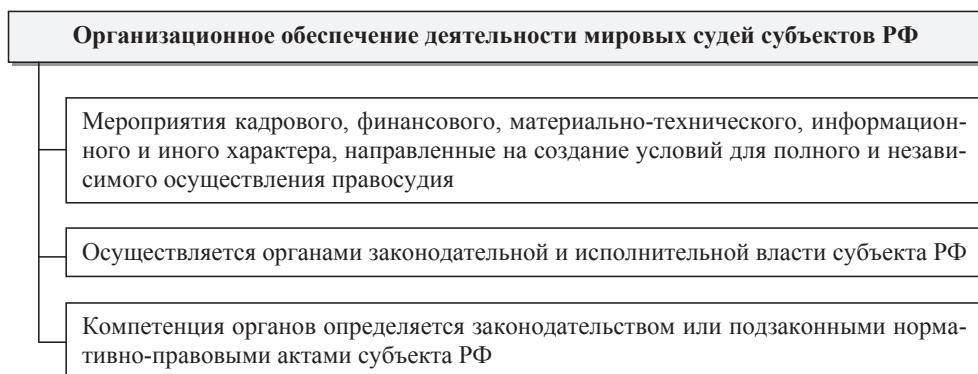 Организационное обеспечение деятельности мировых судей субъектов РФ
Мероприятия кадрового, финансового, материально-технического, информацион-
ного и иного характера, направленные на создание условий для полного и незави-
симого осуществления правосудия
Осуществляется органами законодательной и исполнительной власти субъекта РФ
Компетенция органов определяется законодательством или подзаконными норма-
тивно-правовыми актами субъекта РФ